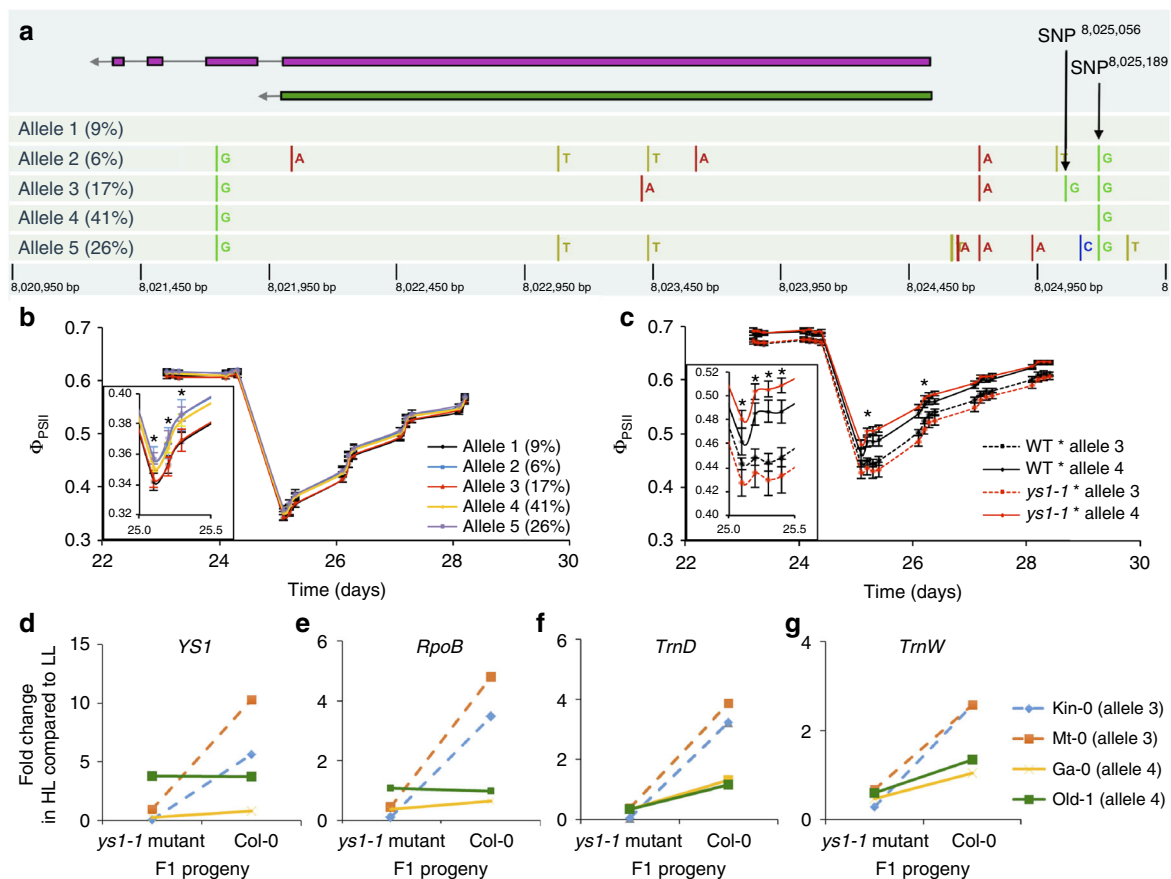 a
SNP 8,025,056
SNP 8,025,189
Allele 1 (9%)
Allele 2 (6%) G A T T A A T G
Allele 3 (17%) G A A G G
Allele 4 (41%) G G
Allele 5 (26%) G T T A A A C G T
8,020,950 bp 8,021,450 bp 8,021,950 bp 8,022,450 bp 8,022,950 bp 8,023,450 bp 8,023,950 bp 8,024,450 bp 8,024,950 bp 8
b
ΦPSII
0.7
0.6
0.5
0.4
0.3
22 24 26 28 30
Time (days)
0.40
0.38
0.36
0.34
0.32
25.0 25.5
* * *
Allele 1 (9%)
Allele 2 (6%)
Allele 3 (17%)
Allele 4 (41%)
Allele 5 (26%)
c
ΦPSII
0.7
0.6
0.5
0.4
0.3
22 24 26 28 30
Time (days)
0.52
0.50
0.48
0.46
0.44
0.42
0.40
25.0 25.5
* * * *
* *
WT * allele 3
WT * allele 4
ys1-1 * allele 3
ys1-1 * allele 4
d
YS1
Fold change
in HL compared to LL
15
10
5
0
ys1-1 mutant Col-0
F1 progeny
e
RpoB
6
4
2
0
ys1-1 mutant Col-0
F1 progeny
f
TrnD
6
4
2
0
ys1-1 mutant Col-0
F1 progeny
g
TrnW
4
2
0
ys1-1 mutant Col-0
F1 progeny
Kin-0 (allele 3)
Mt-0 (allele 3)
Ga-0 (allele 4)
Old-1 (allele 4)